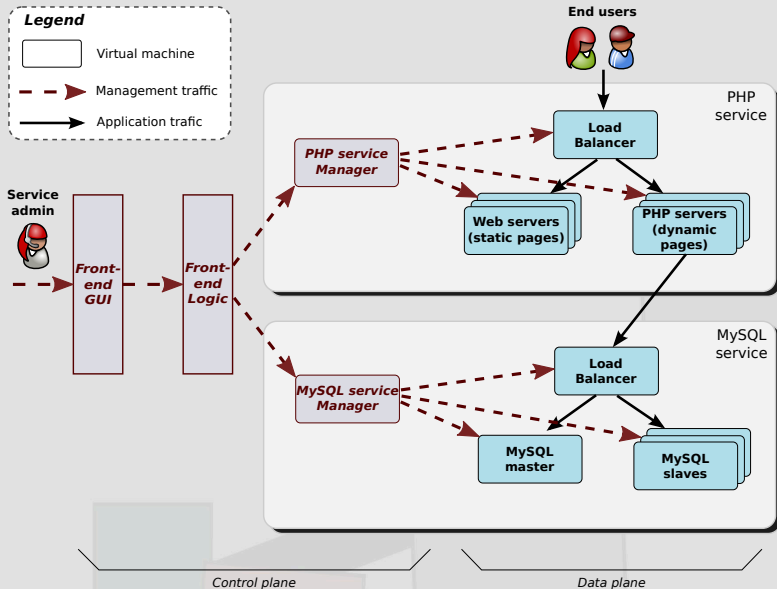 Legend
Virtual machine
Management traffic
Application trafic
End users
PHP
service
Load
Balancer
PHP service
Manager
Web servers
(static pages)
PHP servers
(dynamic
pages)
Service
admin
Front-
end
GUI
Front-
end
Logic
MySQL
service
Load
Balancer
MySQL service
Manager
MySQL
master
MySQL
slaves
Control plane
Data plane